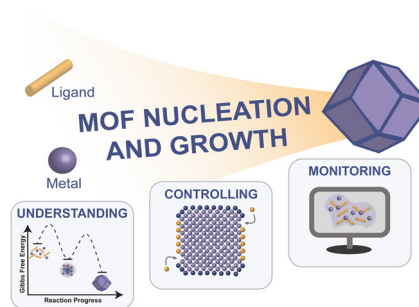 Ligand
MOF NUCLEATION
AND GROWTH
Metal
UNDERSTANDING
Gibbs Free Energy
Reaction Progress
CONTROLLING
MONITORING